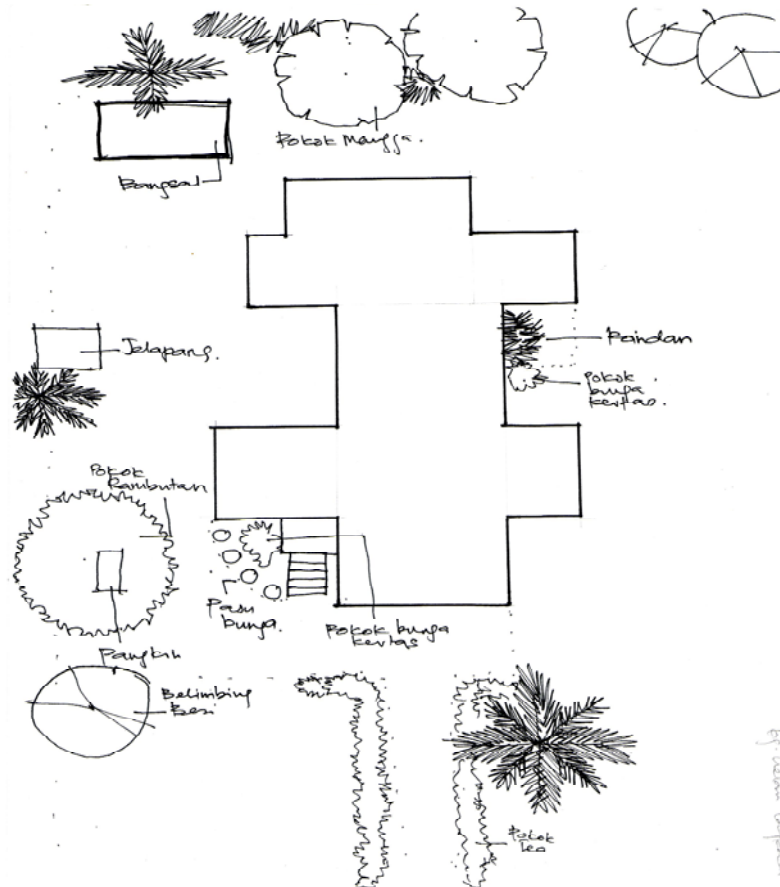 Pokok Mangga.
Bangsal
Jelapang.
Pandan
Pokok
bunga
kertas.
Pokok
Rambutan
Pasu
bunga.
Pokok bunga
kertas
Pangkin
Belimbing
Besi
Pokok